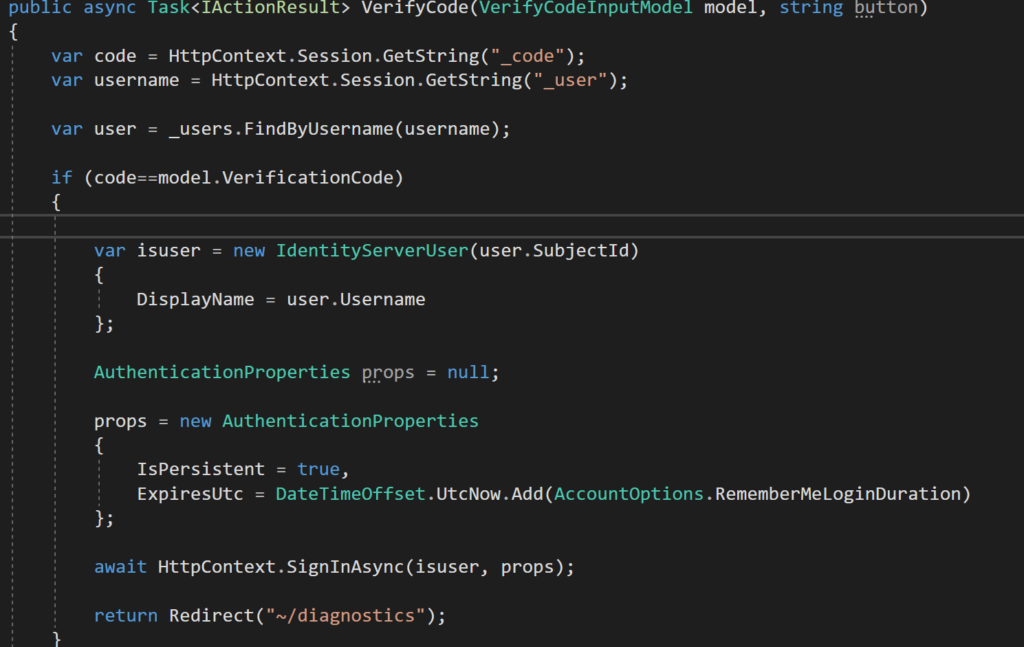 public async Task<IActionResult> VerifyCode(VerifyCodeInputModel model, string button)
{
var code = HttpContext.Session.GetString("_code");
var username = HttpContext.Session.GetString("_user");
var user = _users.FindByUsername(username);
if (code==model.VerificationCode)
{
var isuser = new IdentityServerUser(user.SubjectId)
{
DisplayName = user.Username
};
AuthenticationProperties props = null;
props = new AuthenticationProperties
{
IsPersistent = true,
ExpiresUtc = DateTimeOffset.UtcNow.Add(AccountOptions.RememberMeLoginDuration)
};
await HttpContext.SignInAsync(isuser, props);
return Redirect("~/diagnostics");
}